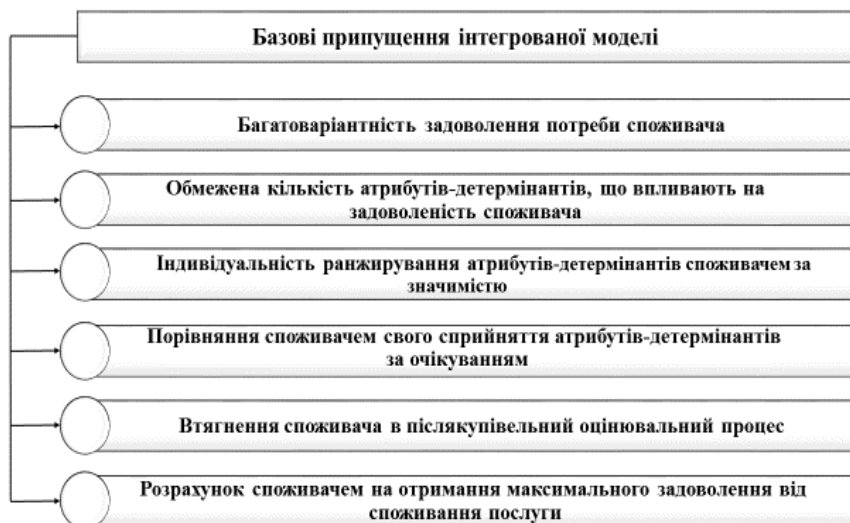 Базові припущення інтегрованої моделі
Багатоваріантність задоволення потреби споживача
Обмежена кількість атрибутів-детермінантів, що впливають на
задоволеність споживача
Індивідуальність ранжирування атрибутів-детермінантів споживачем за
значимістю
Порівняння споживачем свого сприйняття атрибутів-детермінантів
за очікуванням
Втягнення споживача в післякупівельний оцінювальний процес
Розрахунок споживачем на отримання максимального задоволення від
споживання послуги